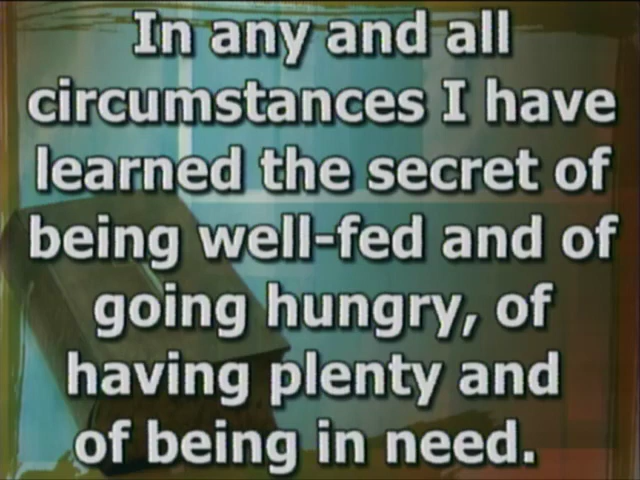 In any and all
circumstances I have
learned the secret of
being well-fed and of
going hungry, of
having plenty and
of being in need.